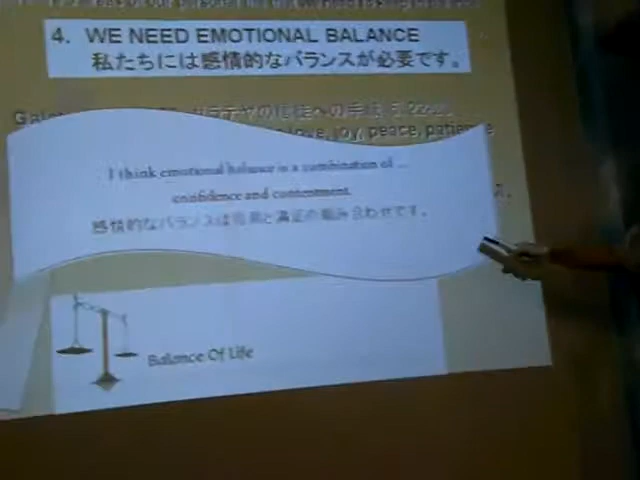 4. WE NEED EMOTIONAL BALANCE
私たちには感情的なバランスが必要です。
love, joy, peace, patience
I think emotional balance is a combination of ...
confidence and contentment.
感情的なバランスは信頼と満足の組み合わせです。
Balance Of Life